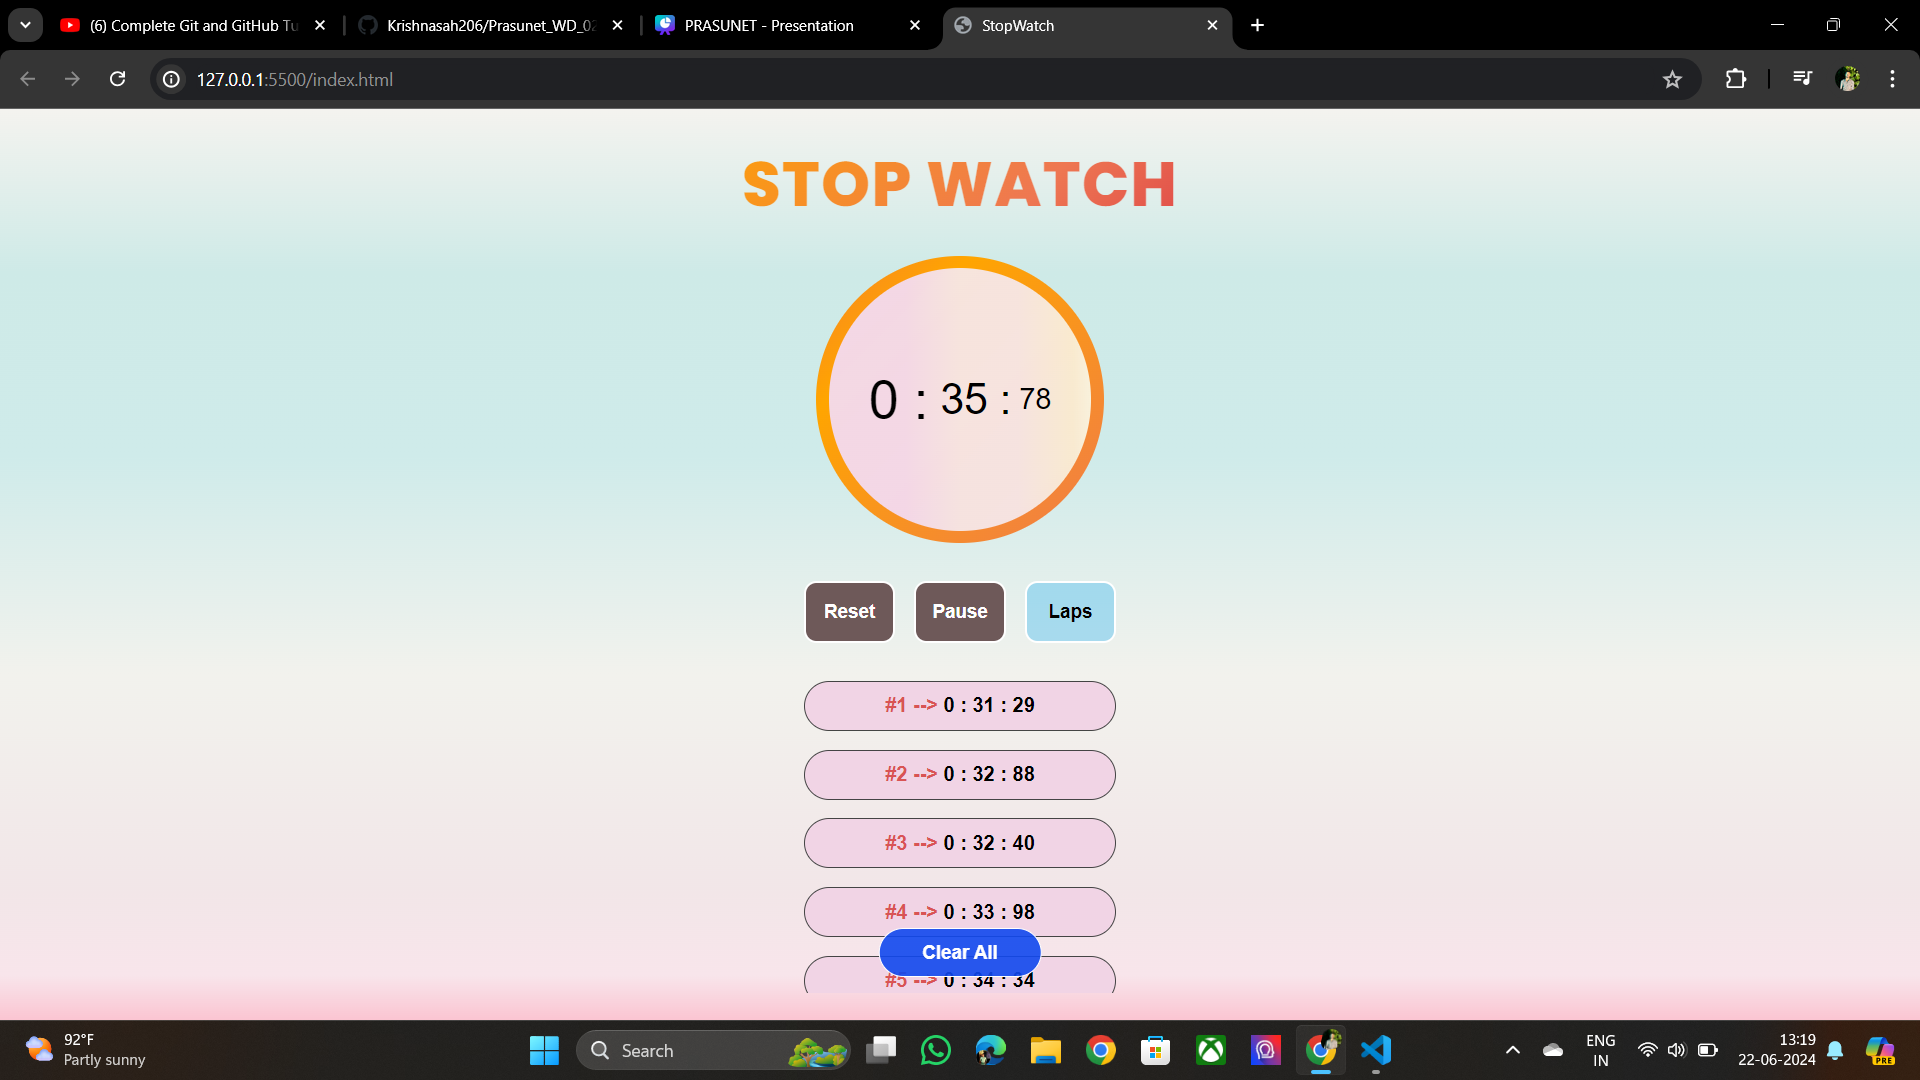 (6) Complete Git and GitHub Tu
Krishnasah206/Prasunet_WD_02
PRASUNET - Presentation
StopWatch
127.0.0.1:5500/index.html
STOP WATCH
0 : 35 : 78
Reset
Pause
Laps
#1 --> 0 : 31 : 29
#2 --> 0 : 32 : 88
#3 --> 0 : 32 : 40
#4 --> 0 : 33 : 98
Clear All
#5 --> 0 : 34 : 34
92°F
Partly sunny
Search
ENG
IN
13:19
22-06-2024
PRE